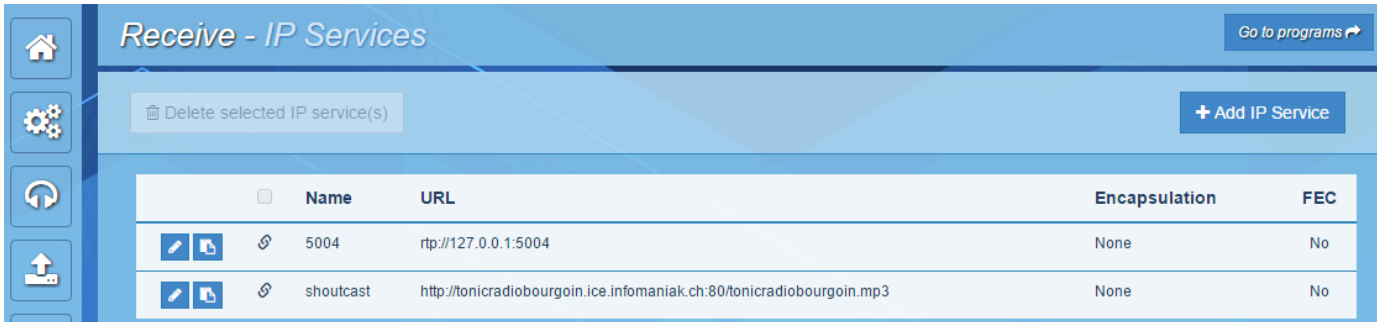 Receive - IP Services
Go to programs
Delete selected IP service(s)
Add IP Service
Name URL Encapsulation FEC
5004 rtp://127.0.0.1:5004 None No
shoutcast http://tonicradiobourgoin.ice.infomaniak.ch:80/tonicradiobourgoin.mp3 None No